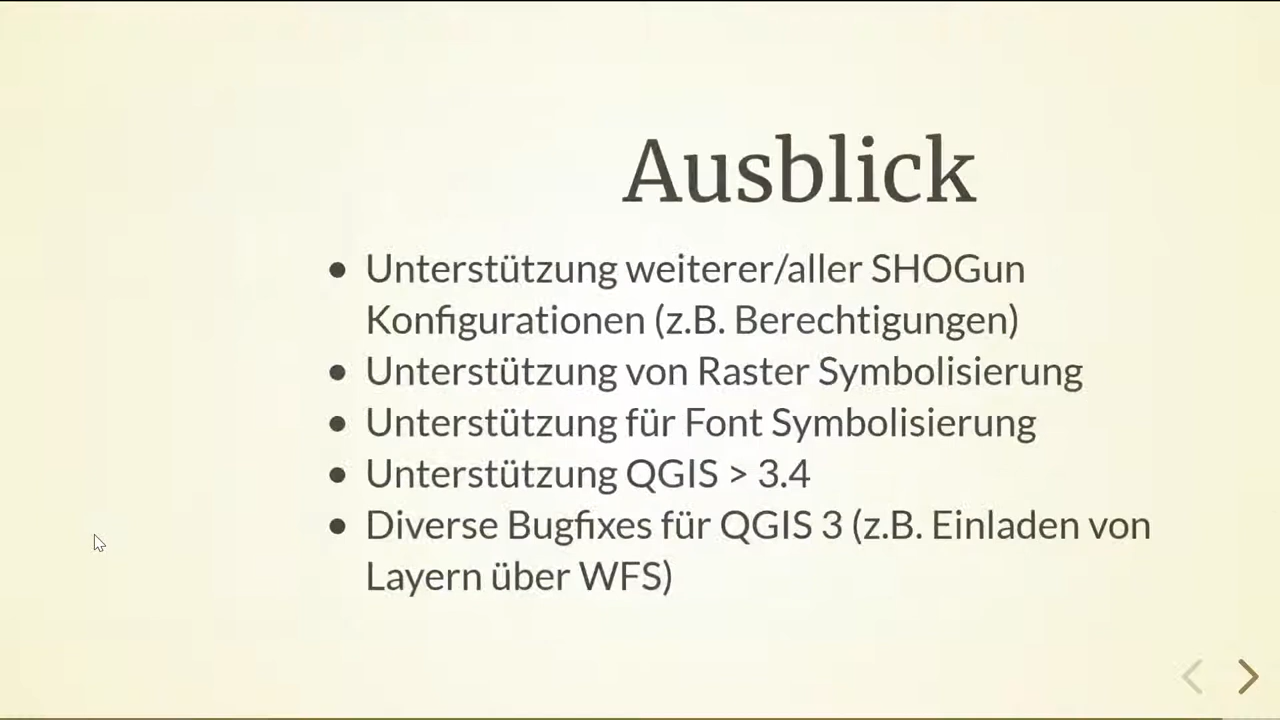 Ausblick
• Unterstützung weiterer/aller SHOGun
Konfigurationen (z.B. Berechtigungen)
• Unterstützung von Raster Symbolisierung
• Unterstützung für Font Symbolisierung
• Unterstützung QGIS > 3.4
• Diverse Bugfixes für QGIS 3 (z.B. Einladen von
Layern über WFS)